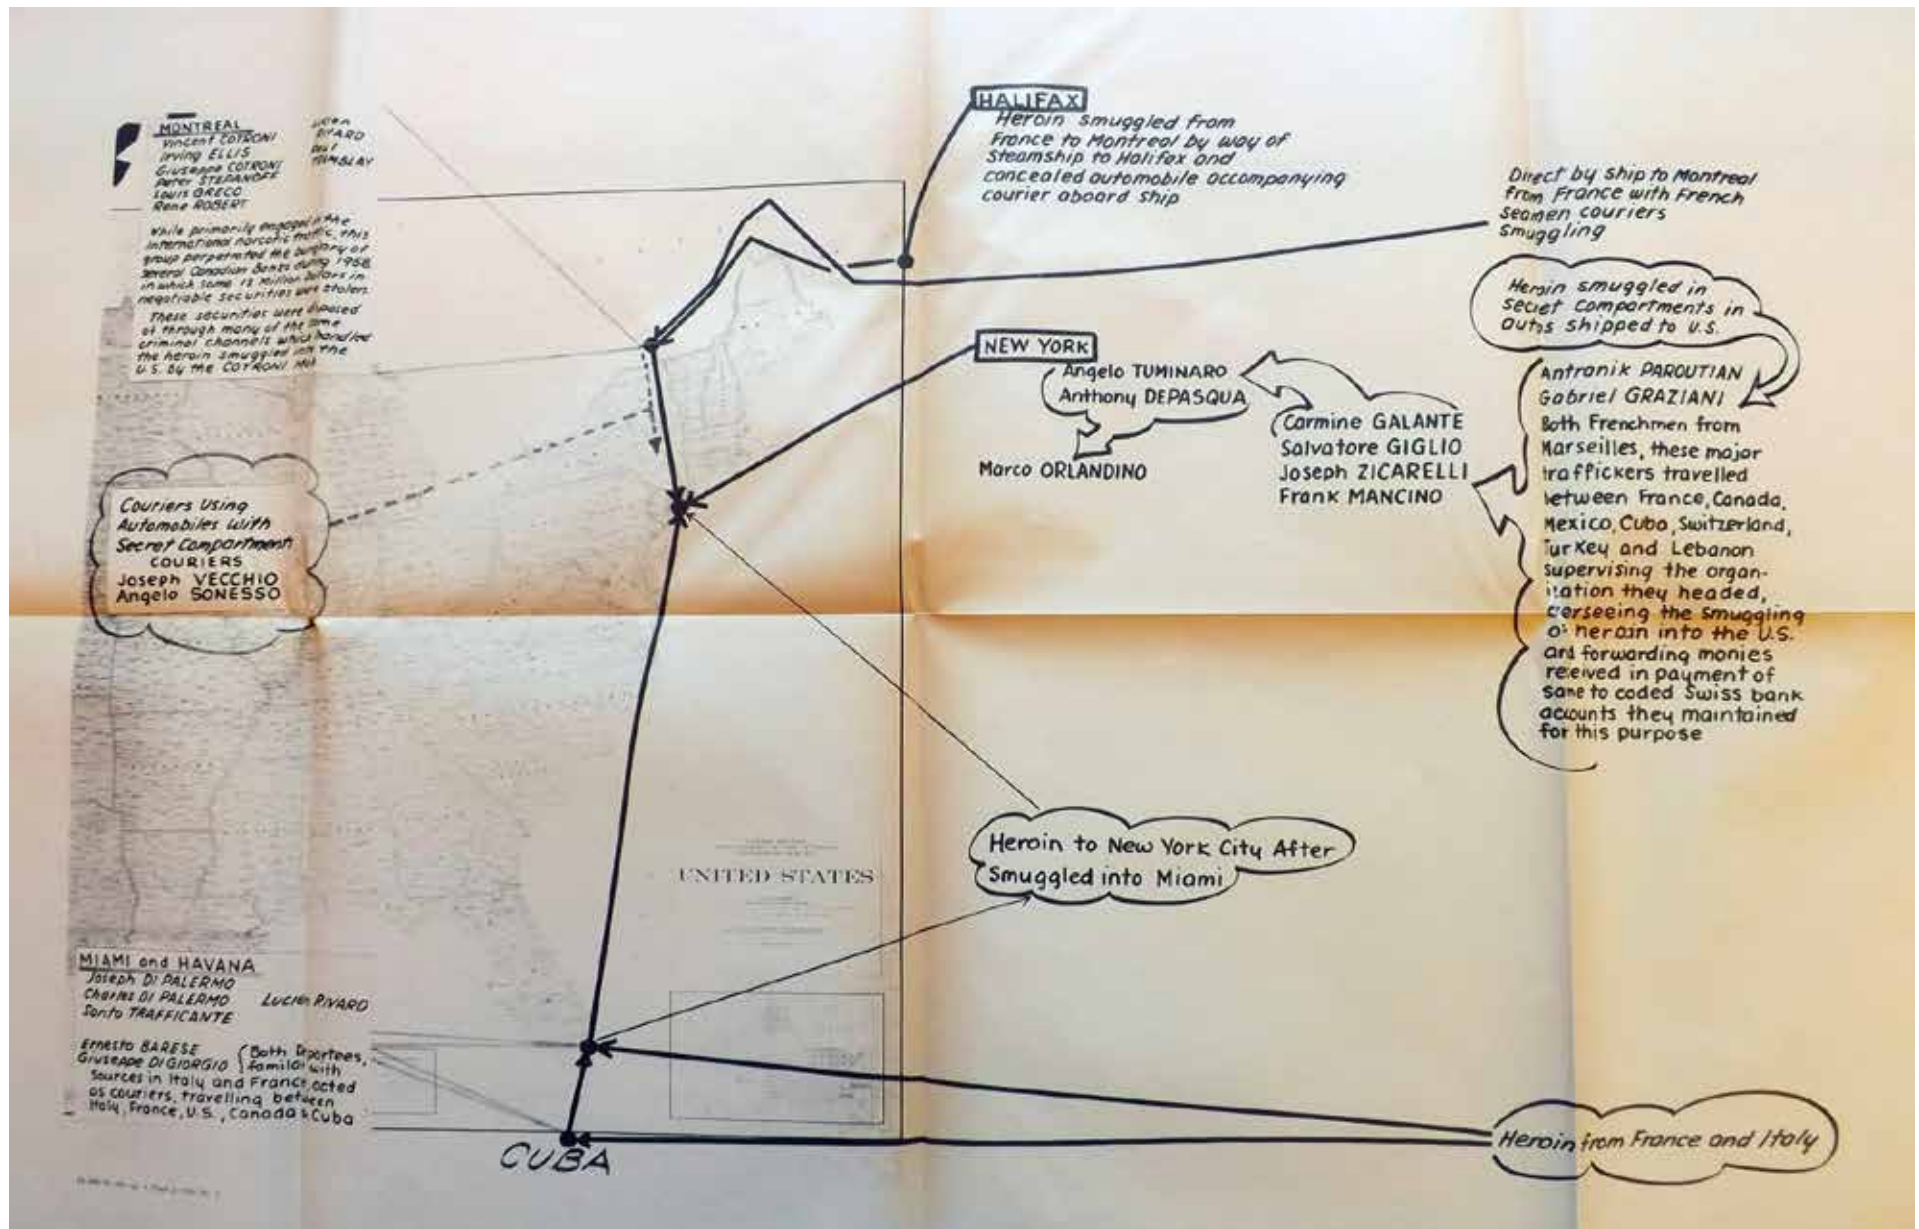 MONTREAL
Vincent COTRONI
Irving ELLIS
Giuseppe COTRONI
Peter STEPANOFF
Louis GRECO
Rene ROBERT
While primarily engaged in the
international narcotic traffic, this
group perpetrated the burglary of
several Canadian Banks during 1958
in which some 13 Million Dollars in
negotiable securities were stolen.
These securities were disposed
of through many of the same
criminal channels which handled
the heroin smuggled into the
U.S. by the COTRONI
HALIFAX
Heroin smuggled from
France to Montreal by way of
Steamship to Halifax and
concealed automobile accompanying
courier aboard ship
Direct by ship to Montreal
from France with French
seamen couriers
smuggling
Heroin smuggled in
secret compartments in
autos shipped to U.S.
NEW YORK
Angelo TUMINARO
Anthony DEPASQUA
Marco ORLANDINO
Carmine GALANTE
Salvatore GIGLIO
Joseph ZICARELLI
Frank MANCINO
Antranik PAROUTIAN
Gabriel GRAZIANI
Both Frenchmen from
Marseilles, these major
traffickers travelled
between France, Canada,
Mexico, Cuba, Switzerland,
Turkey and Lebanon
supervising the organ-
ization they headed,
overseeing the smuggling
of heroin into the U.S.
and forwarding monies
received in payment of
same to coded Swiss bank
accounts they maintained
for this purpose
Couriers Using
Automobiles With
Secret Compartment
COURIERS
Joseph VECCHIO
Angelo SONESSO
Heroin to New York City After
Smuggled into Miami
UNITED STATES
MIAMI and HAVANA
Joseph DI PALERMO
Charles DI PALERMO Lucien RIVARD
Santo TRAFFICANTE
Ernesto BARESE
Giuseppe DI GIORGIO
Both Deportees,
familar with
Sources in Italy and France, acted
as couriers, travelling between
Italy, France, U.S., Canada & Cuba
CUBA
Heroin from France and Italy